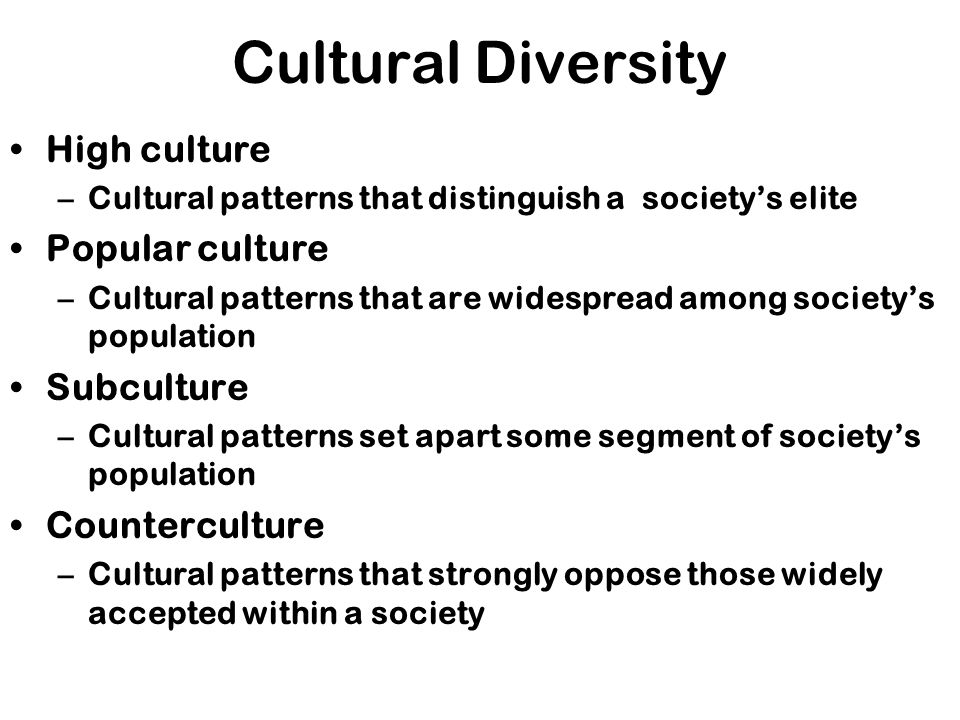 Cultural Diversity
• High culture
– Cultural patterns that distinguish a society’s elite
• Popular culture
– Cultural patterns that are widespread among society’s
population
• Subculture
– Cultural patterns set apart some segment of society’s
population
• Counterculture
– Cultural patterns that strongly oppose those widely
accepted within a society